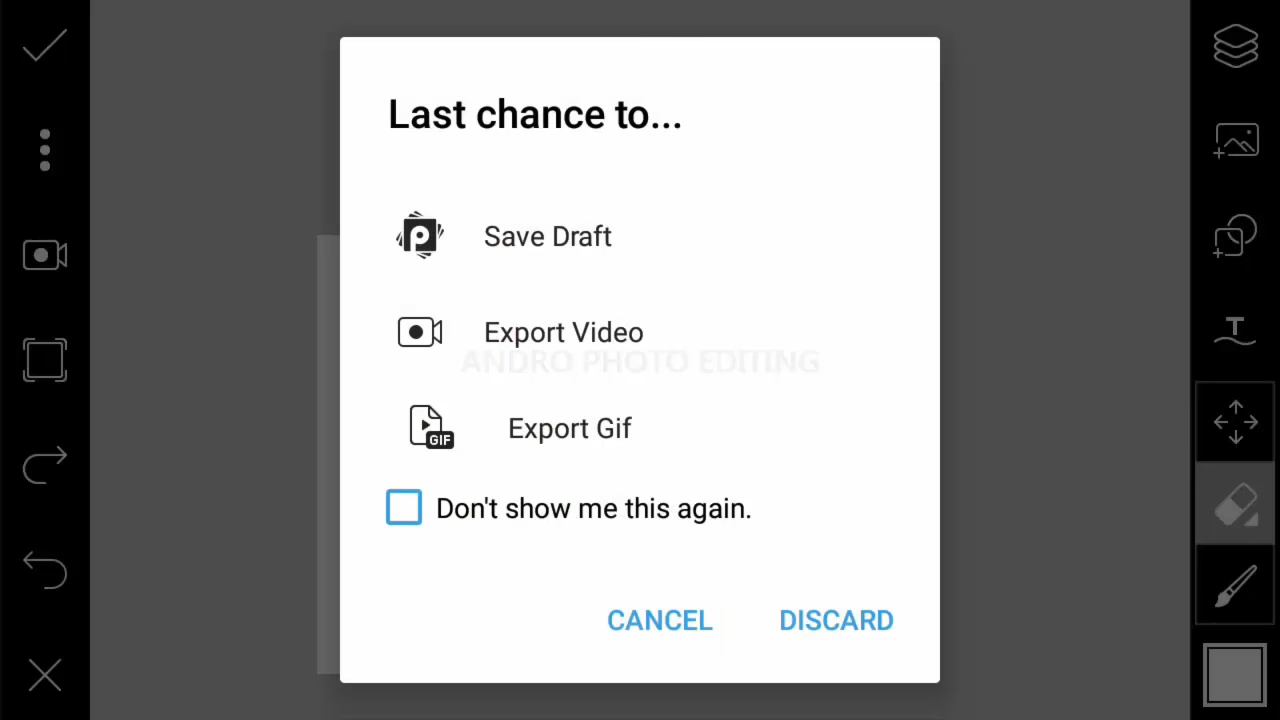 Last chance to...
Save Draft
Export Video
ANDRO PHOTO EDITING
GIF
Export Gif
Don't show me this again.
CANCEL
DISCARD